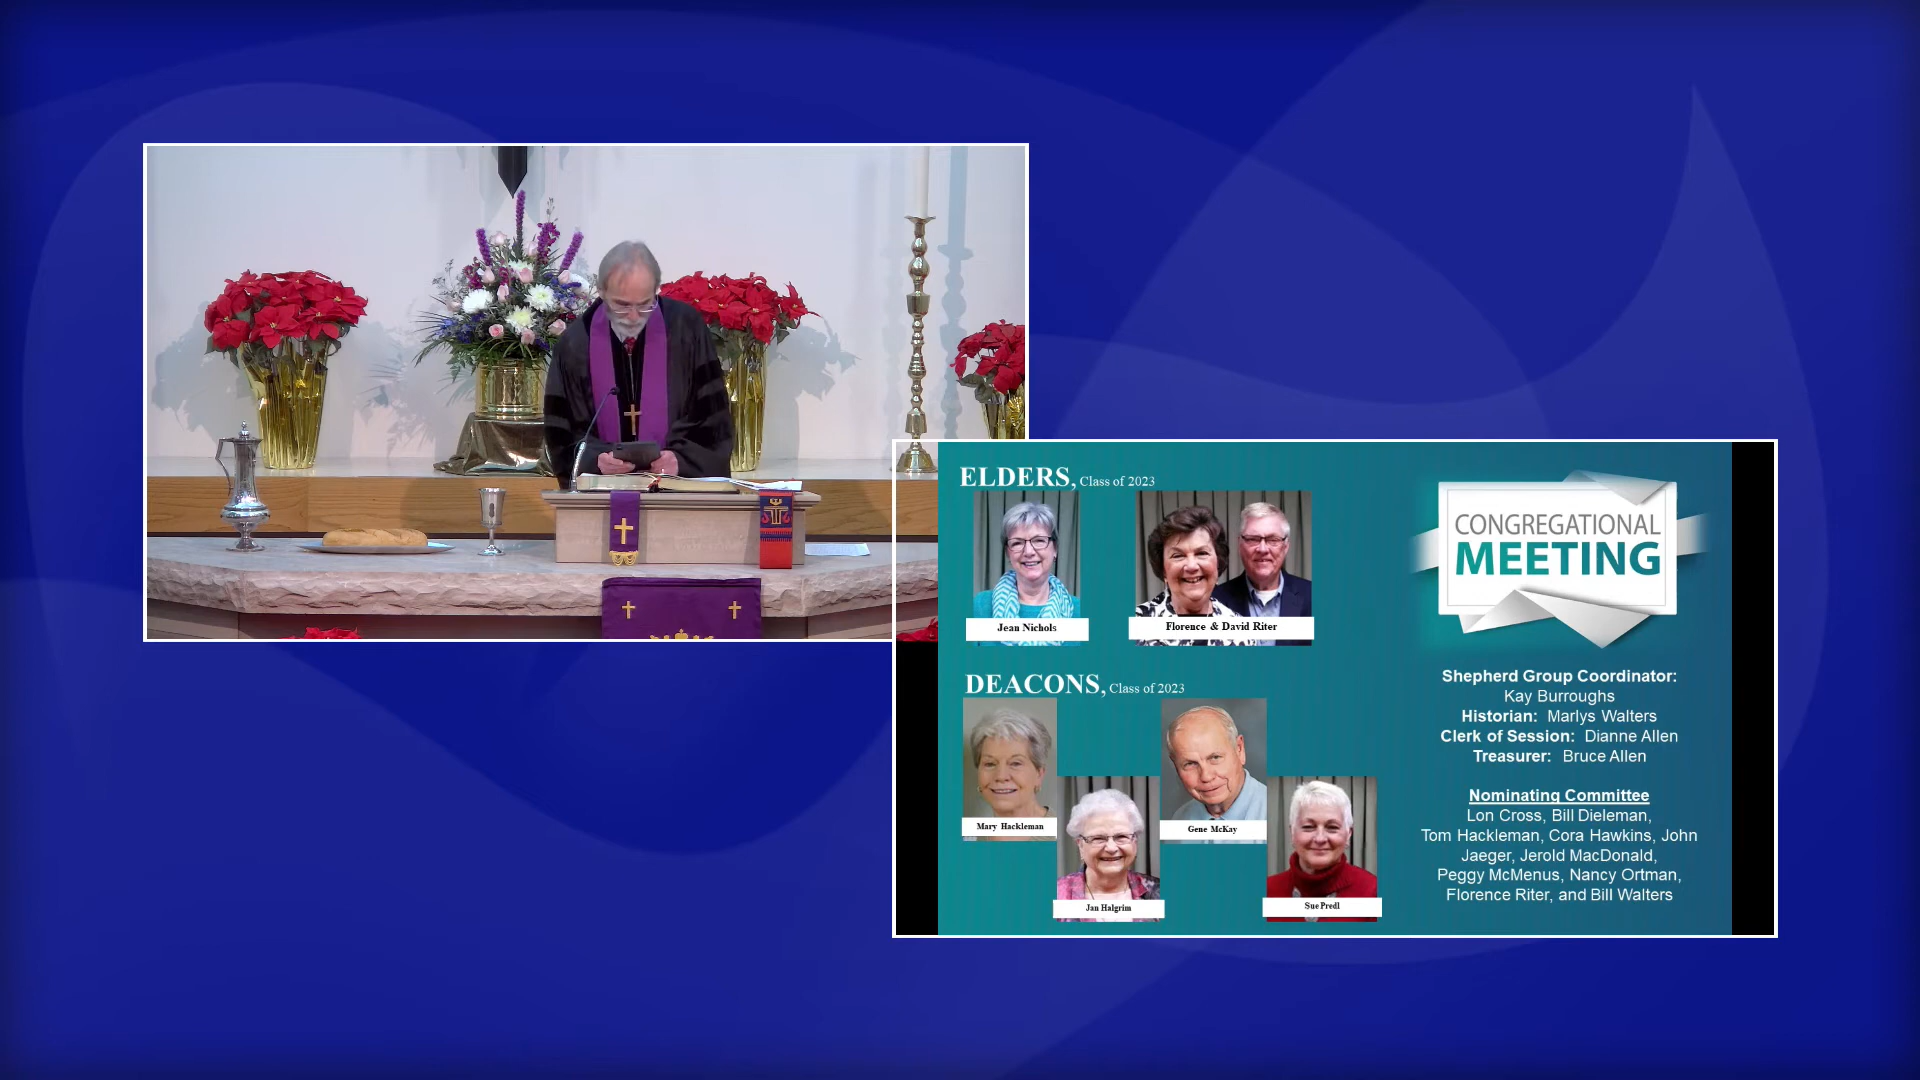 ELDERS, Class of 2023
Jean Nichols
Florence & David Riter
DEACONS, Class of 2023
Mary Hackleman
Gene McKay
Jan Halgrim
Sue Predl
CONGREGATIONAL
MEETING
Shepherd Group Coordinator:
Kay Burroughs
Historian: Marlys Walters
Clerk of Session: Dianne Allen
Treasurer: Bruce Allen
Nominating Committee
Lon Cross, Bill Dieleman,
Tom Hackleman, Cora Hawkins, John
Jaeger, Jerold MacDonald,
Peggy McMenus, Nancy Ortman,
Florence Riter, and Bill Walters